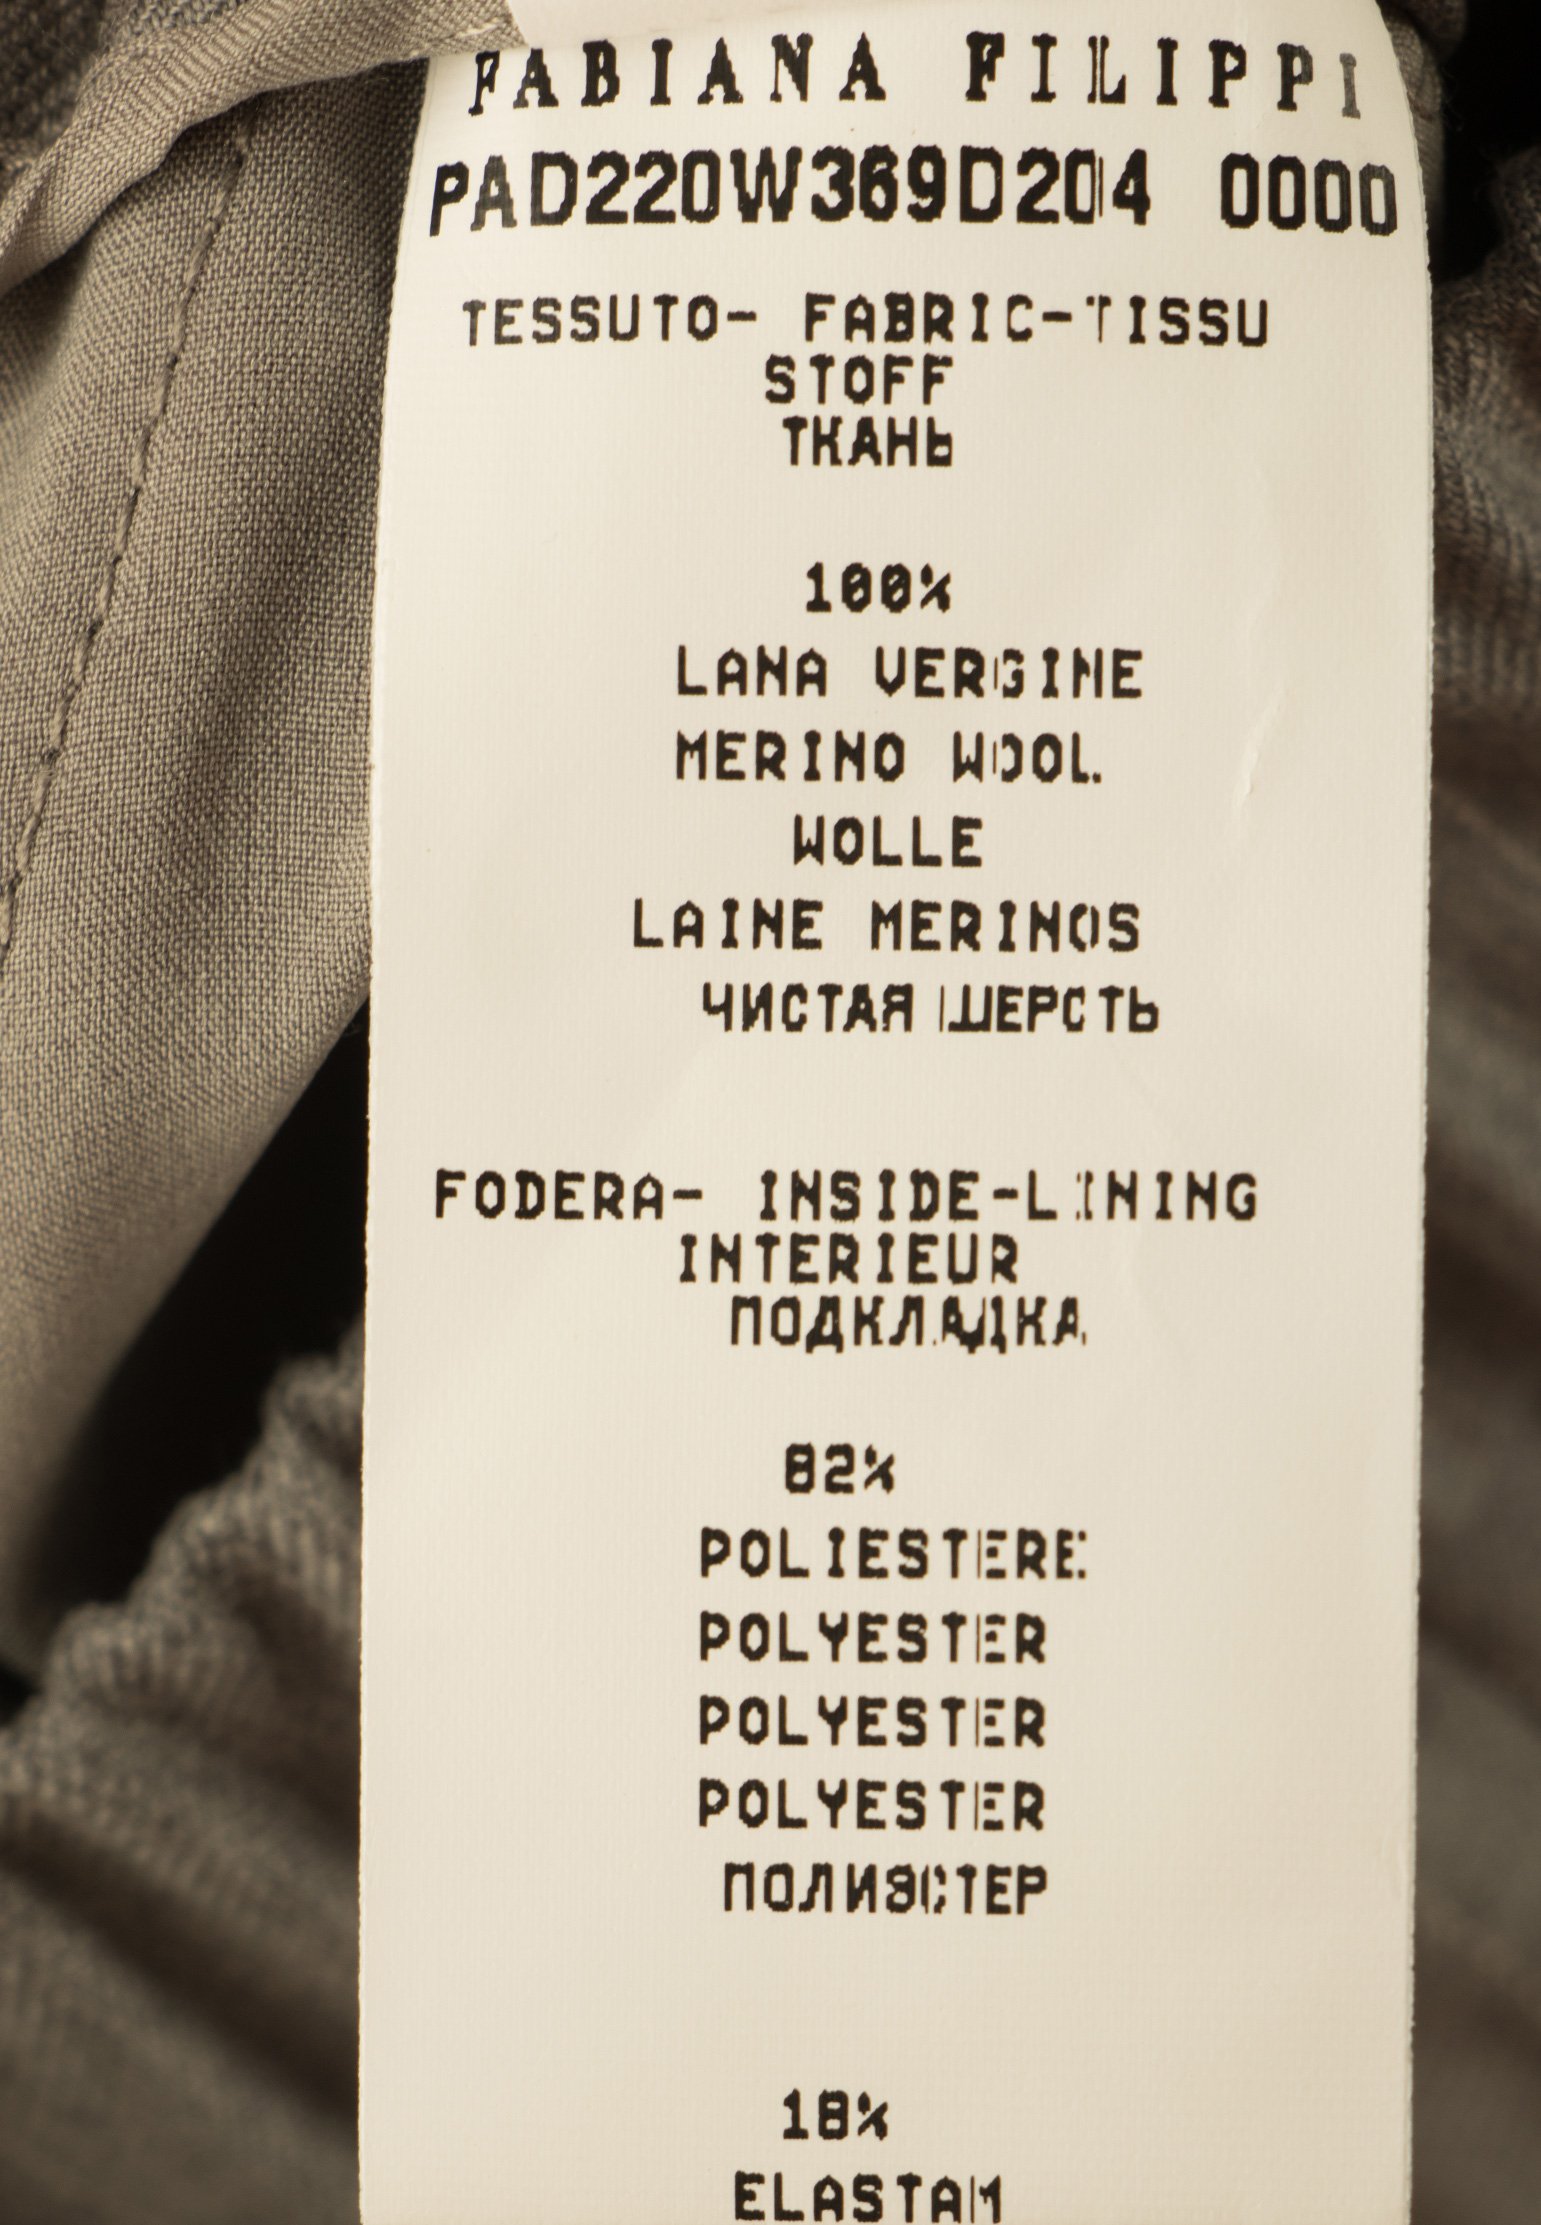 FABIANA FILIPPI
PAD220W369D204 0000
TESSUTO- FABRIC-TISSU
STOFF
ТКАНЬ
100%
LANA VERGINE
MERINO WOOL
WOLLE
LAINE MERINOS
ЧИСТАЯ ШЕРСТЬ
FODERA- INSIDE-LINING
INTERIEUR
ПОДКЛАДКА
82%
POLIESTERE
POLYESTER
POLYESTER
POLYESTER
ПОЛИЭСТЕР
18%
ELASTAN